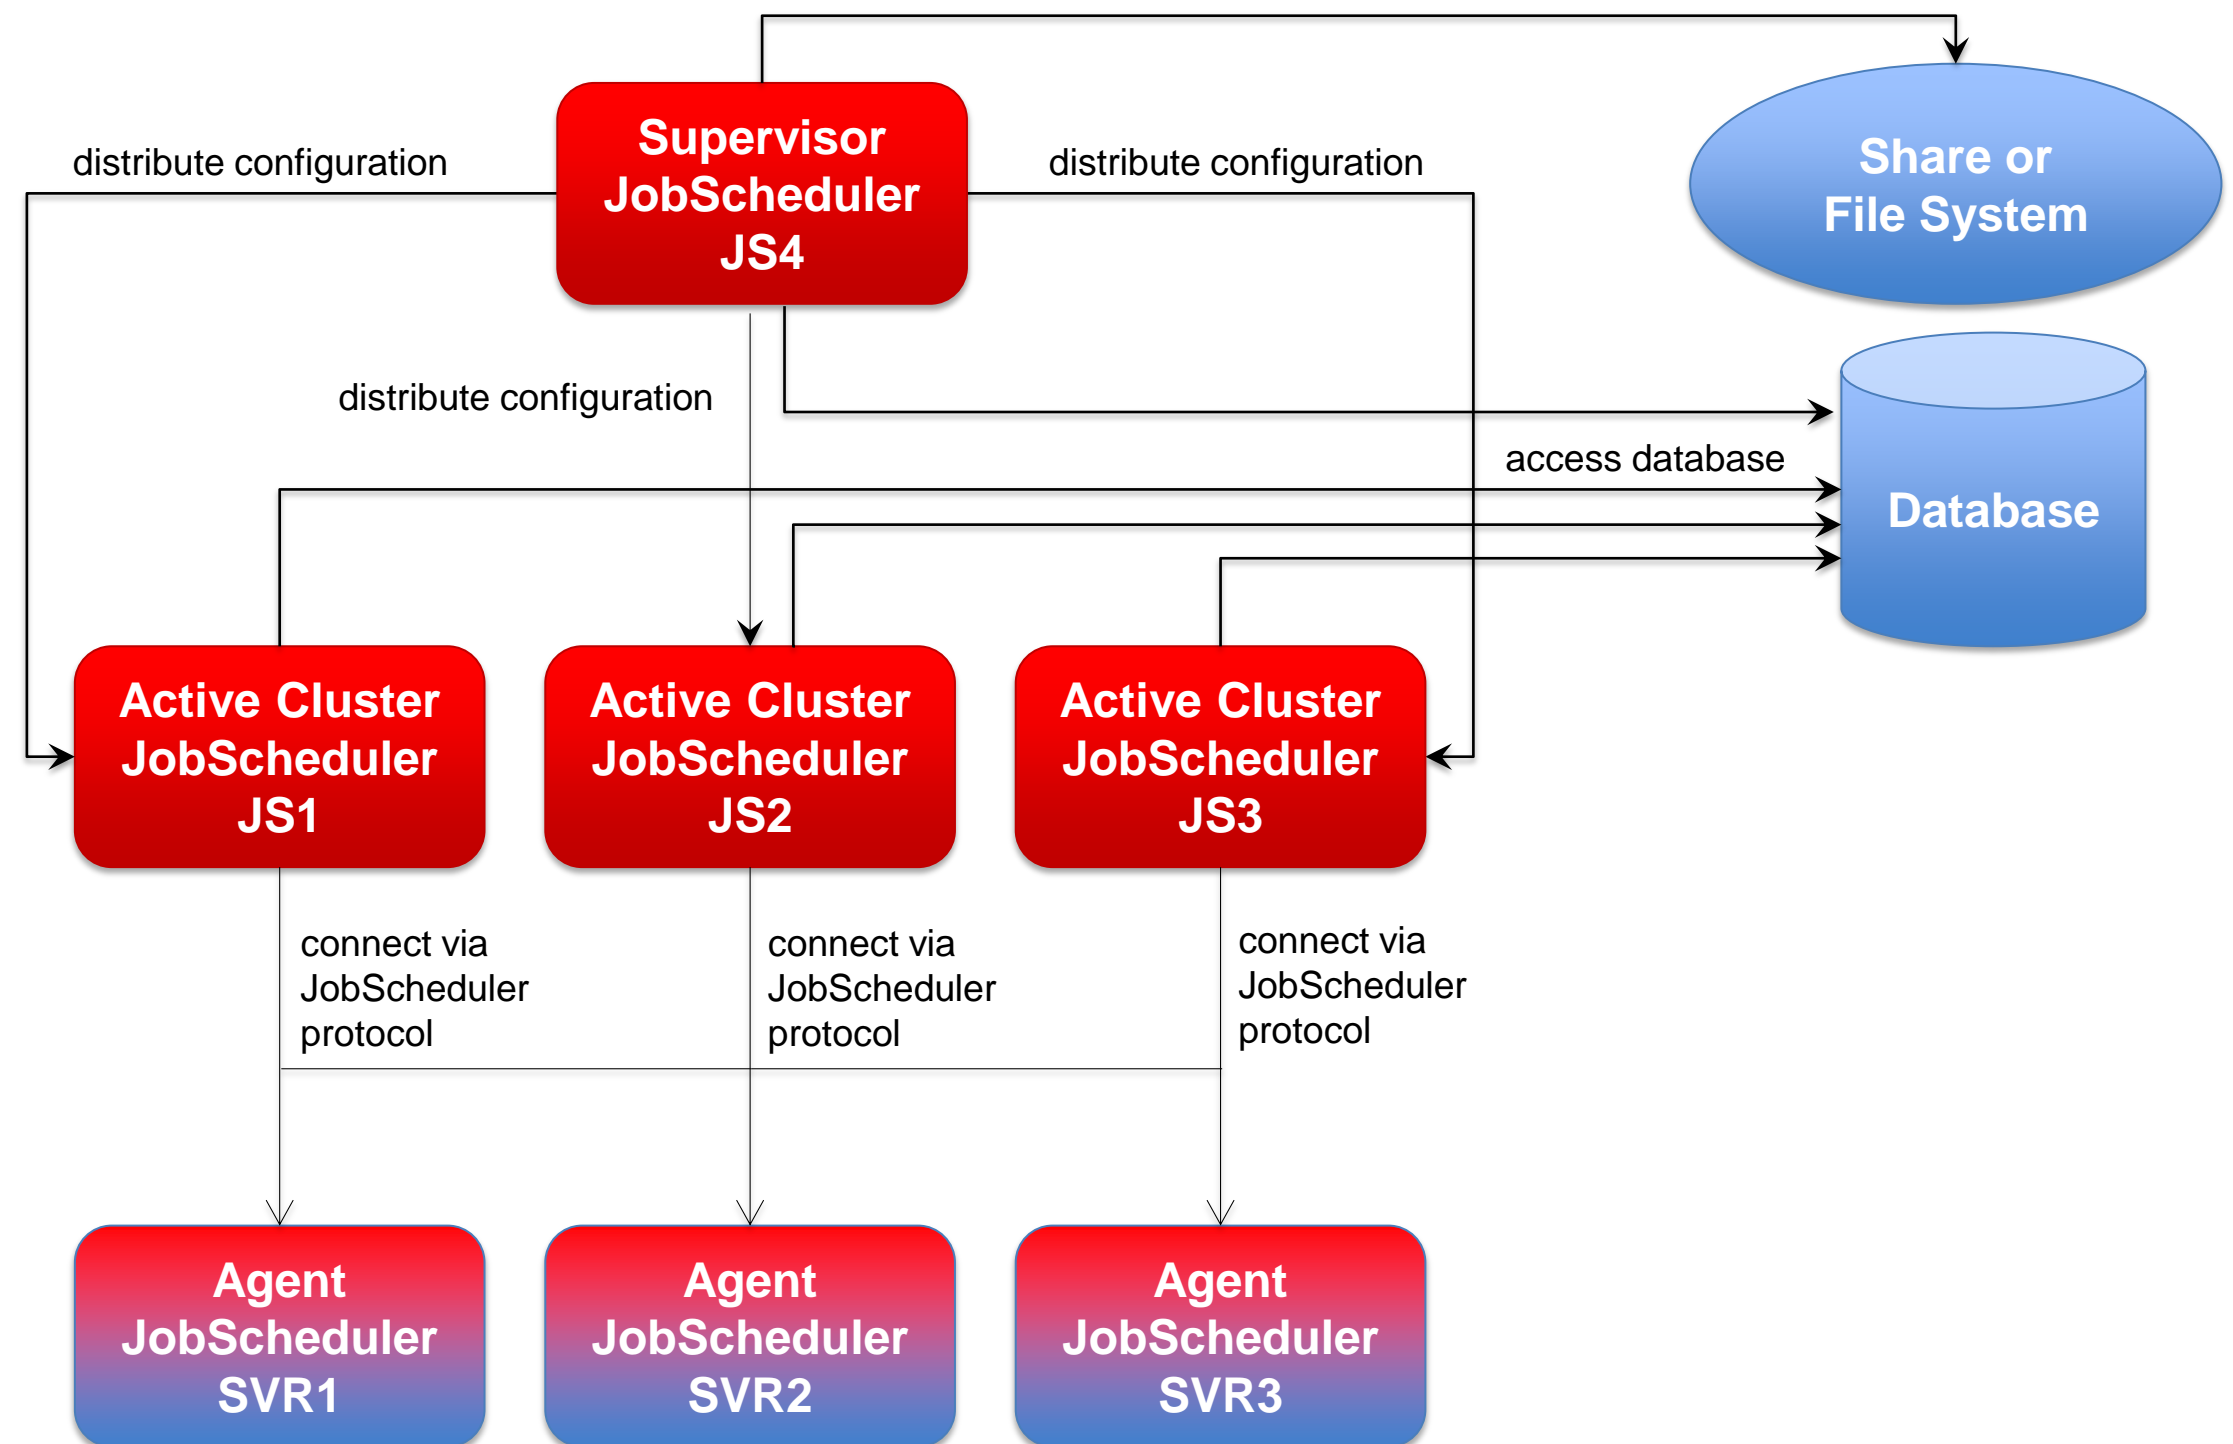 Supervisor
JobScheduler
JS4
distribute configuration
distribute configuration
Share or
File System
distribute configuration
access database
Database
Active Cluster
JobScheduler
JS1
Active Cluster
JobScheduler
JS2
Active Cluster
JobScheduler
JS3
connect via
JobScheduler
protocol
connect via
JobScheduler
protocol
connect via
JobScheduler
protocol
Agent
JobScheduler
SVR1
Agent
JobScheduler
SVR2
Agent
JobScheduler
SVR3